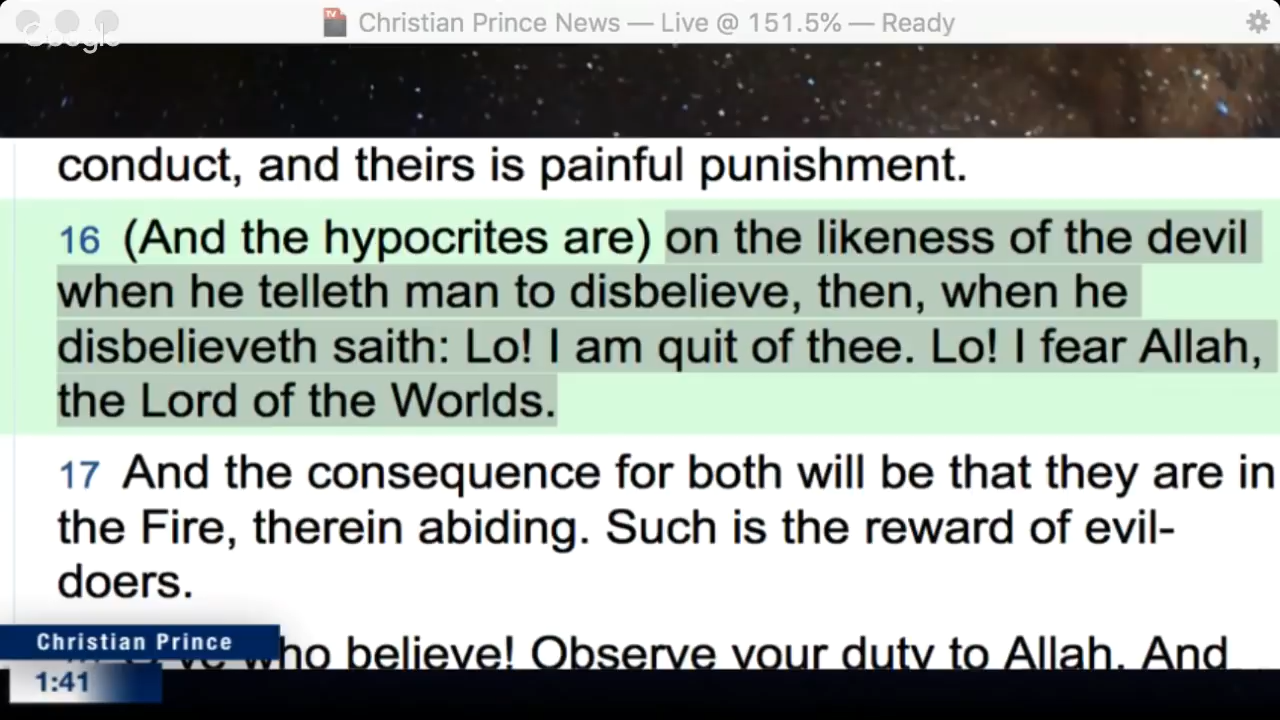 Christian Prince News — Live @ 151.5% — Ready
Google
conduct, and theirs is painful punishment.
16 (And the hypocrites are) on the likeness of the devil
when he telleth man to disbelieve, then, when he
disbelieveth saith: Lo! I am quit of thee. Lo! I fear Allah,
the Lord of the Worlds.
17 And the consequence for both will be that they are in
the Fire, therein abiding. Such is the reward of evil-
doers.
who believe! Observe your duty to Allah. And
Christian Prince
1:41